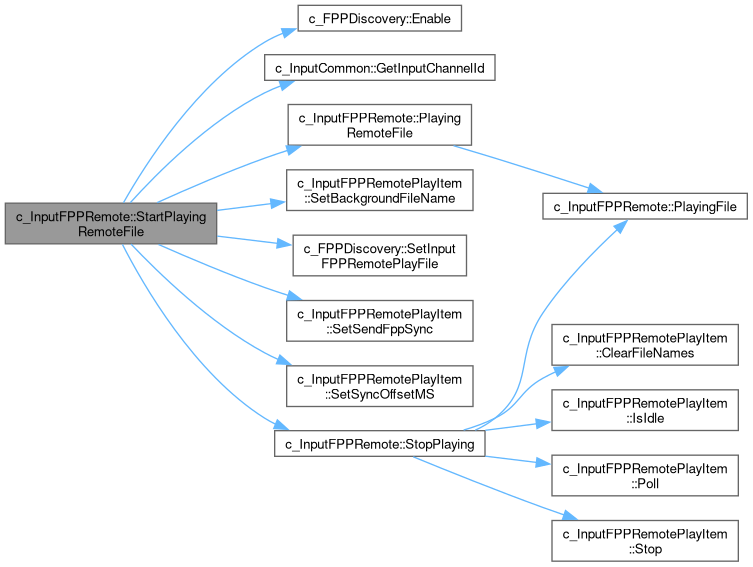 c_FPPDiscovery::Enable
c_InputCommon::GetInputChannelId
c_InputFPPRemote::Playing
RemoteFile
c_InputFPPRemotePlayItem
::SetBackgroundFileName
c_InputFPPRemote::PlayingFile
c_InputFPPRemote::StartPlaying
RemoteFile
c_FPPDiscovery::SetInput
FPPRemotePlayFile
c_InputFPPRemotePlayItem
::SetSendFppSync
c_InputFPPRemotePlayItem
::SetSyncOffsetMS
c_InputFPPRemote::StopPlaying
c_InputFPPRemotePlayItem
::ClearFileNames
c_InputFPPRemotePlayItem
::IsIdle
c_InputFPPRemotePlayItem
::Poll
c_InputFPPRemotePlayItem
::Stop